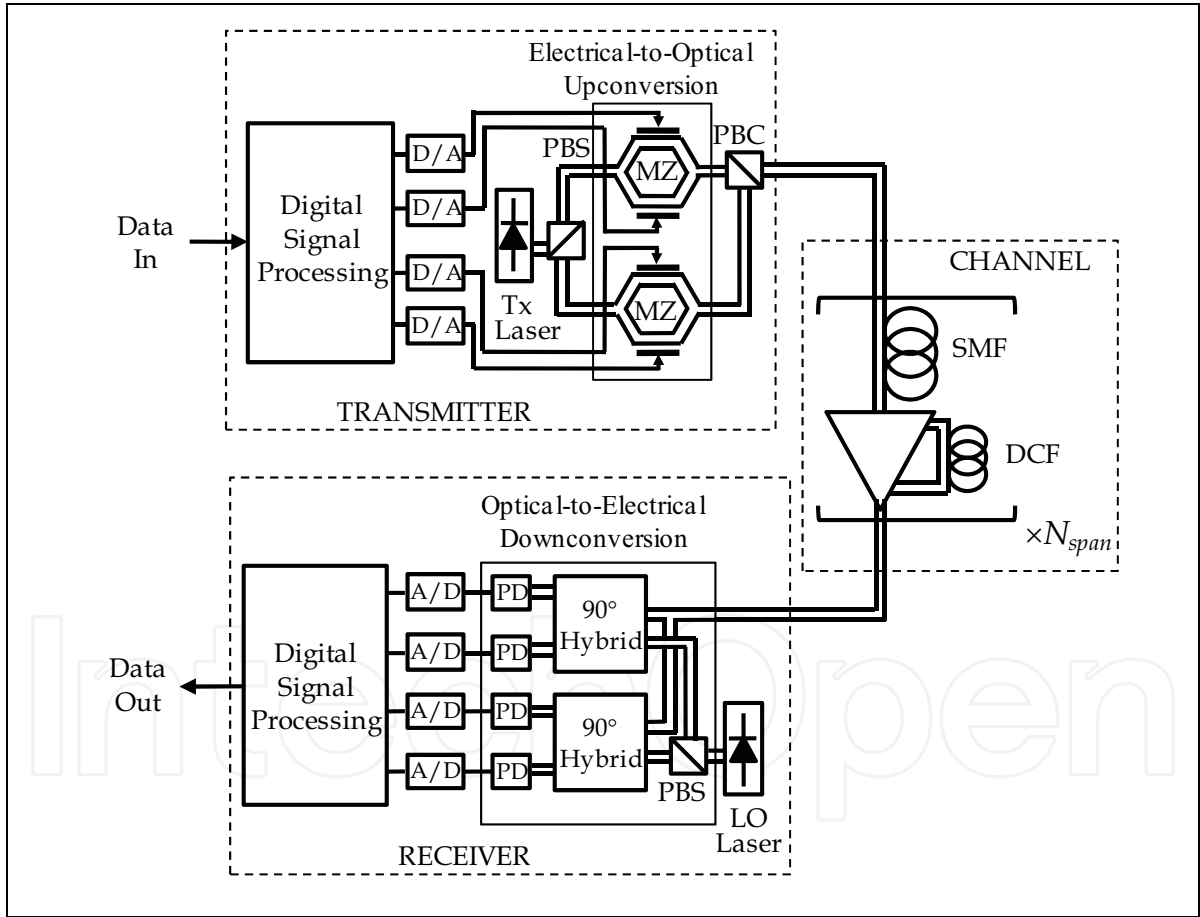 Electrical-to-Optical
Upconversion
PBS
PBC
Digital
Signal
Processing
D/A
D/A
D/A
D/A
MZ
MZ
Data
In
Tx
Laser
TRANSMITTER
CHANNEL
SMF
DCF
×Nspan
Optical-to-Electrical
Downconversion
Digital
Signal
Processing
A/D
A/D
A/D
A/D
PD
PD
PD
PD
90°
Hybrid
90°
Hybrid
Data
Out
PBS
LO
Laser
RECEIVER
IntechOpen